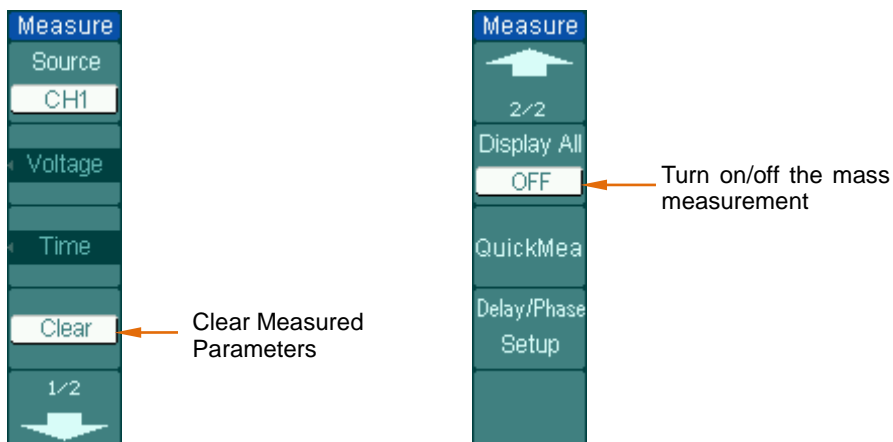 Measure
Source
CH1
Voltage
Time
Clear
1/2
Clear Measured
Parameters
Measure
2/2
Display All
OFF
QuickMea
Delay/Phase
Setup
Turn on/off the mass
measurement